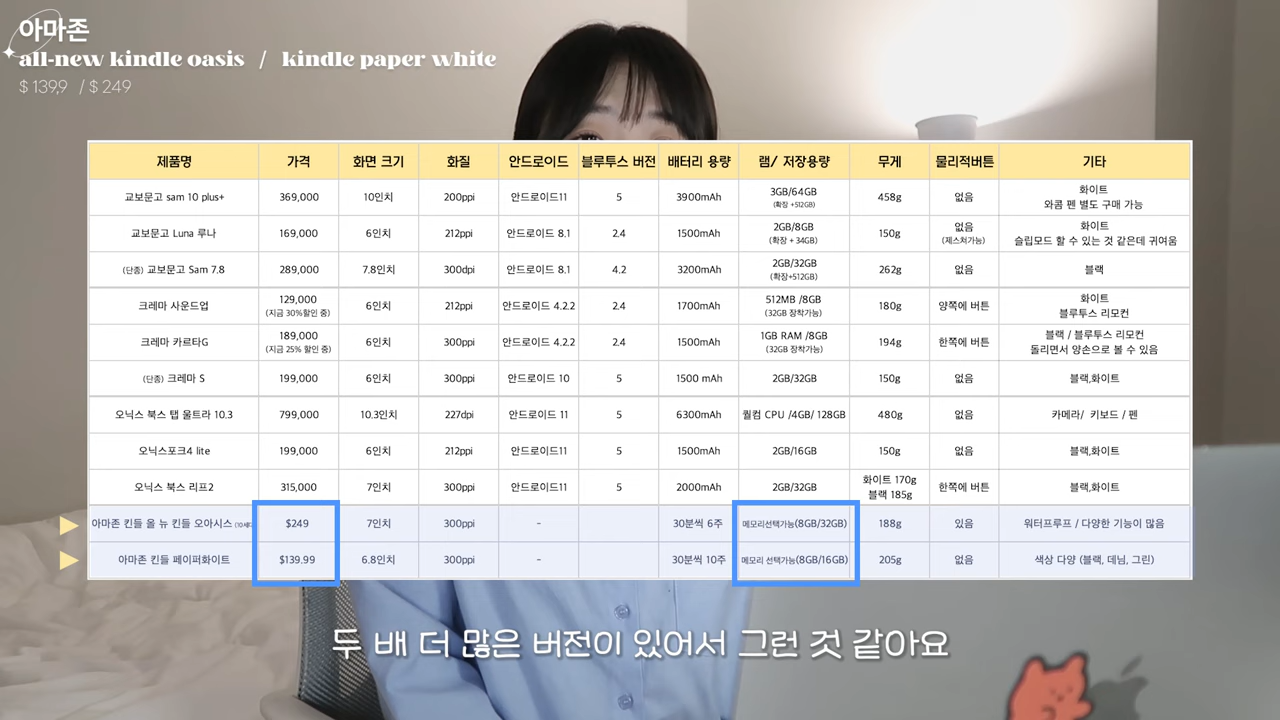 아마존
all-new kindle oasis / kindle paper white
$ 139,9 / $ 249
제품명 가격 화면 크기 화질 안드로이드 블루투스 버전 배터리 용량 램/ 저장용량 무게 물리적버튼 기타
교보문고 sam 10 plus+ 369,000 10인치 200ppi 안드로이드11 5 3900mAh 3GB/64GB (확장 +512GB) 458g 없음 화이트 와콤 펜 별도 구매 가능
교보문고 Luna 루나 169,000 6인치 212ppi 안드로이드 8.1 2.4 1500mAh 2GB/8GB (확장 + 34GB) 150g 없음 (제스처가능) 화이트 슬립모드 할 수 있는 것 같은데 귀여움
(단종) 교보문고 Sam 7.8 289,000 7.8인치 300dpi 안드로이드 8.1 4.2 3200mAh 2GB/32GB (확장+512GB) 262g 없음 블랙
크레마 사운드업 129,000 (지금 30%할인 중) 6인치 212ppi 안드로이드 4.2.2 2.4 1700mAh 512MB /8GB (32GB 장착가능) 180g 양쪽에 버튼 화이트 블루투스 리모컨
크레마 카르타G 189,000 (지금 25% 할인 중) 6인치 300ppi 안드로이드 4.2.2 2.4 1500mAh 1GB RAM /8GB (32GB 장착가능) 194g 한쪽에 버튼 블랙 / 블루투스 리모컨 돌리면서 양손으로 볼 수 있음
(단종) 크레마 S 199,000 6인치 300ppi 안드로이드 10 5 1500 mAh 2GB/32GB 150g 없음 블랙,화이트
오닉스 북스 탭 울트라 10.3 799,000 10.3인치 227dpi 안드로이드 11 5 6300mAh 퀄컴 CPU /4GB/ 128GB 480g 없음 카메라/ 키보드 / 펜
오닉스포크4 lite 199,000 6인치 212ppi 안드로이드11 5 1500mAh 2GB/16GB 150g 없음 블랙,화이트
오닉스 북스 리프2 315,000 7인치 300ppi 안드로이드11 5 2000mAh 2GB/32GB 화이트 170g 블랙 185g 한쪽에 버튼 블랙,화이트
아마존 킨들 올 뉴 킨들 오아시스 $249 7인치 300ppi - 30분씩 6주 메모리선택가능(8GB/32GB) 188g 있음 워터프루프 / 다양한 기능이 많음
아마존 킨들 페이퍼화이트 $139.99 6.8인치 300ppi - 30분씩 10주 메모리 선택가능(8GB/16GB) 205g 없음 색상 다양 (블랙, 데님, 그린)
두 배 더 많은 버전이 있어서 그런 것 같아요